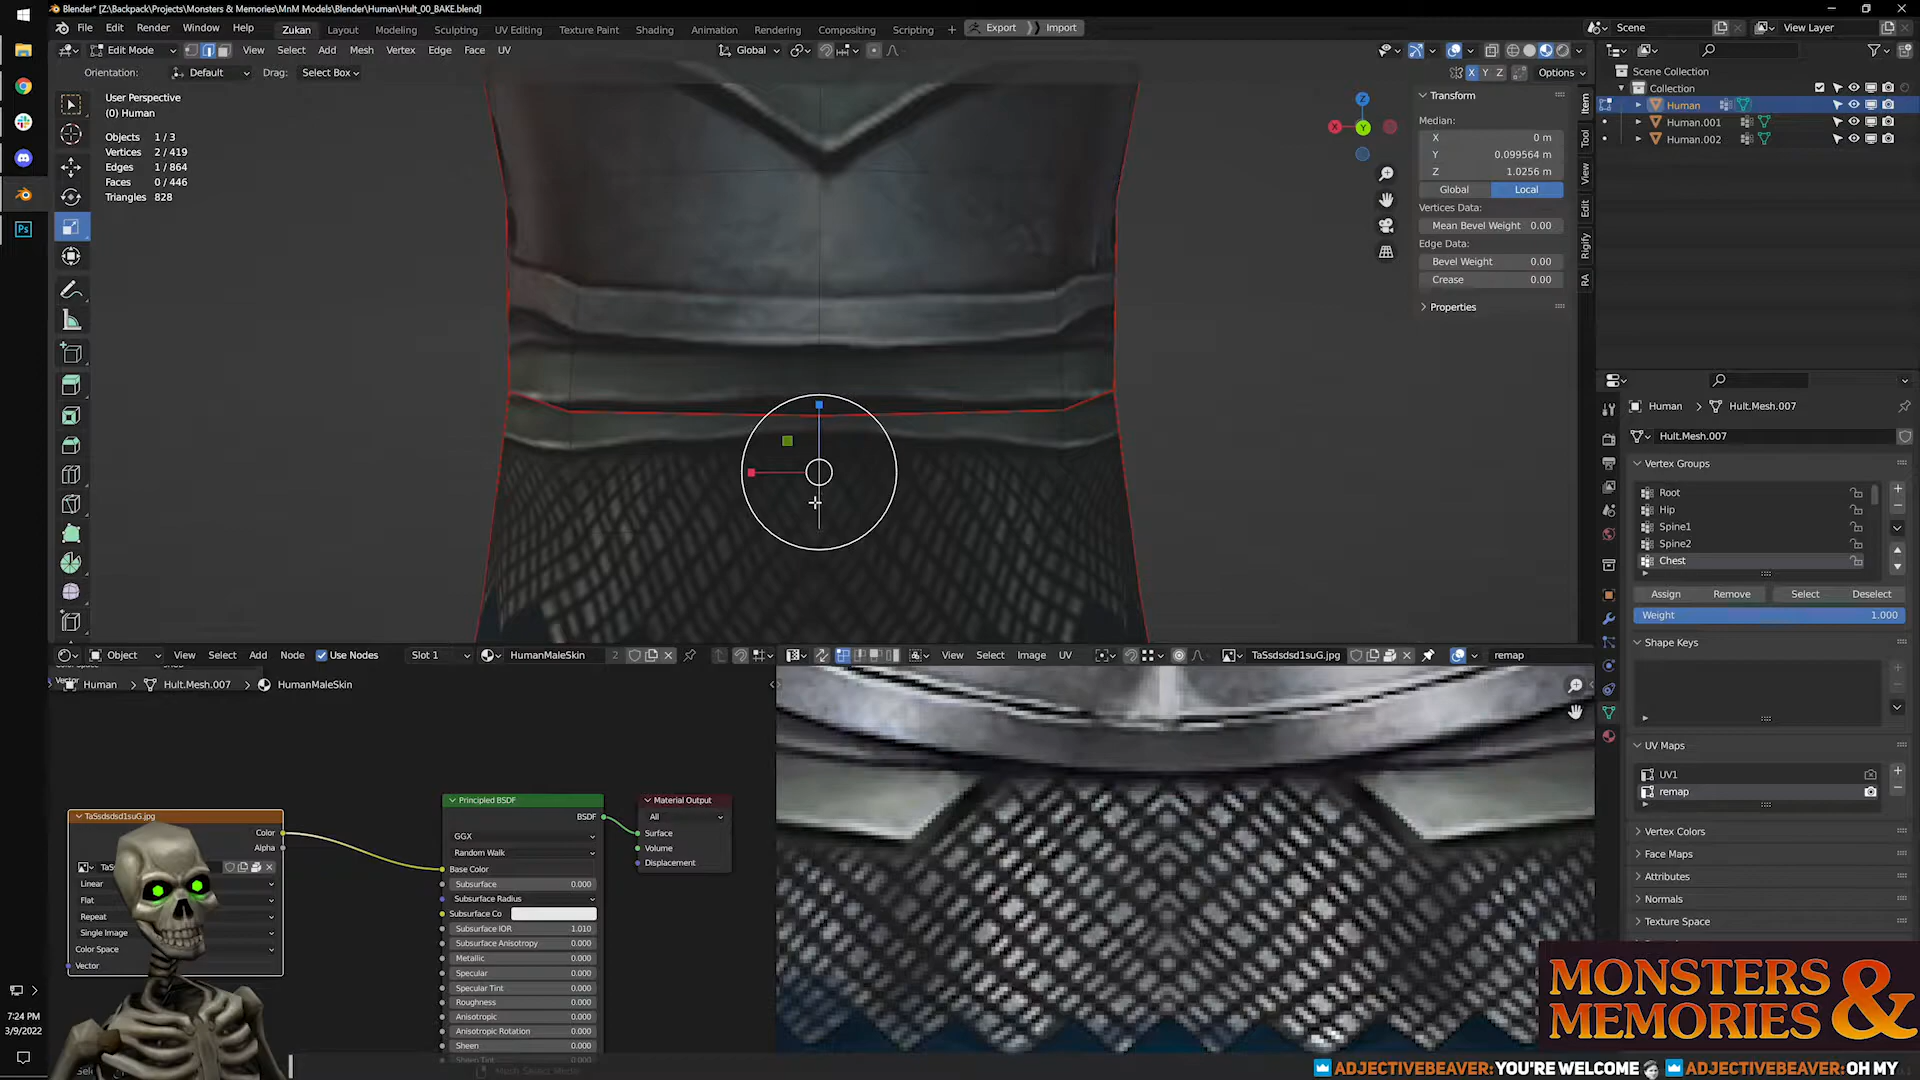 Blender* [Z:\Backpack\Projects\Monsters & Memories\MnM Models\Blender\Human\Hult_00_BAKE.blend]
File Edit Render Window Help Zukan Layout Modeling Sculpting UV Editing Texture Paint Shading Animation Rendering Compositing Scripting + Export Import Scene View Layer
Edit Mode View Select Add Mesh Vertex Edge Face UV Global
Orientation: Default Drag: Select Box X Y Z Options
User Perspective
(0) Human
Objects 1 / 3
Vertices 2 / 419
Edges 1 / 864
Faces 0 / 446
Triangles 828
Z
X
Y
Transform
Median:
X 0 m
Y 0.099564 m
Z 1.0256 m
Global Local
Vertices Data:
Mean Bevel Weight 0.00
Edge Data:
Bevel Weight 0.00
Crease 0.00
Properties
Item
Tool
View
Edit
Rigify
RA
Scene Collection
Collection
Human
Human.001
Human.002
Human > Hult.Mesh.007
Hult.Mesh.007
Vertex Groups
Root
Hip
Spine1
Spine2
Chest
Assign Remove Select Deselect
Weight 1.000
Shape Keys
UV Maps
UV1
remap
Vertex Colors
Face Maps
Attributes
Normals
Texture Space
Ps
Object View Select Add Node Use Nodes Slot 1 HumanMaleSkin 2
Vector
Human > Hult.Mesh.007 > HumanMaleSkin
TaSsdsdsd1suG.jpg
Color
Alpha
TaS
Linear
Flat
Repeat
Single Image
Color Space
Vector
Principled BSDF
BSDF
GGX
Random Walk
Base Color
Subsurface 0.000
Subsurface Radius
Subsurface Co
Subsurface IOR 1.010
Subsurface Anisotropy 0.000
Metallic 0.000
Specular 0.000
Specular Tint 0.000
Roughness 0.000
Anisotropic 0.000
Anisotropic Rotation 0.000
Sheen 0.000
Sheen Tint
Material Output
All
Surface
Volume
Displacement
View Select Image UV TaSsdsdsd1suG.jpg remap
7:24 PM
3/9/2022
MONSTERS
&
MEMORIES
ADJECTIVEBEAVER: YOU'RE WELCOME ADJECTIVEBEAVER: OH MY